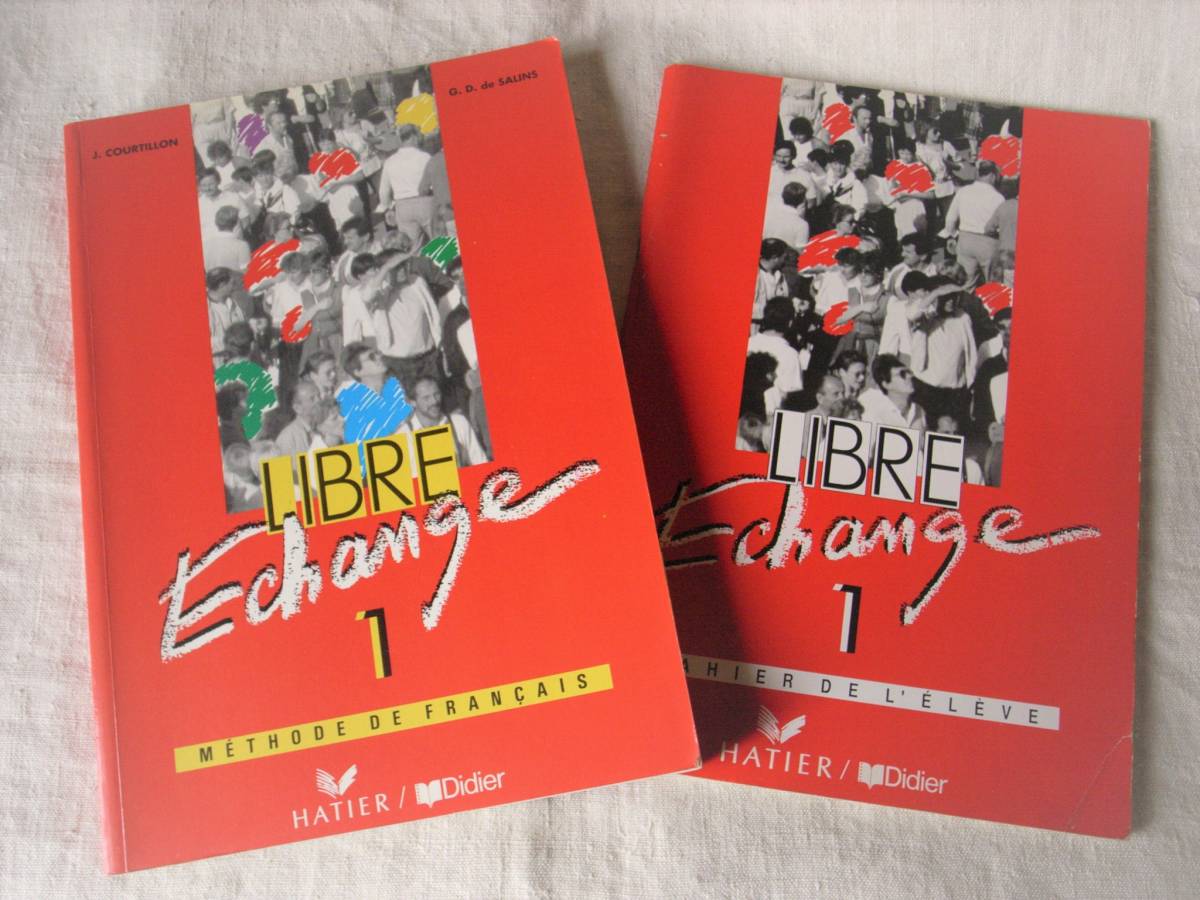 J. COURTILLON
G. D. de SALINS
LIBRE
Echange
1
MÉTHODE DE FRANÇAIS
HATIER / Didier
LIBRE
Echange
1
AHIER DE L'ÉLÈVE
HATIER / Didier